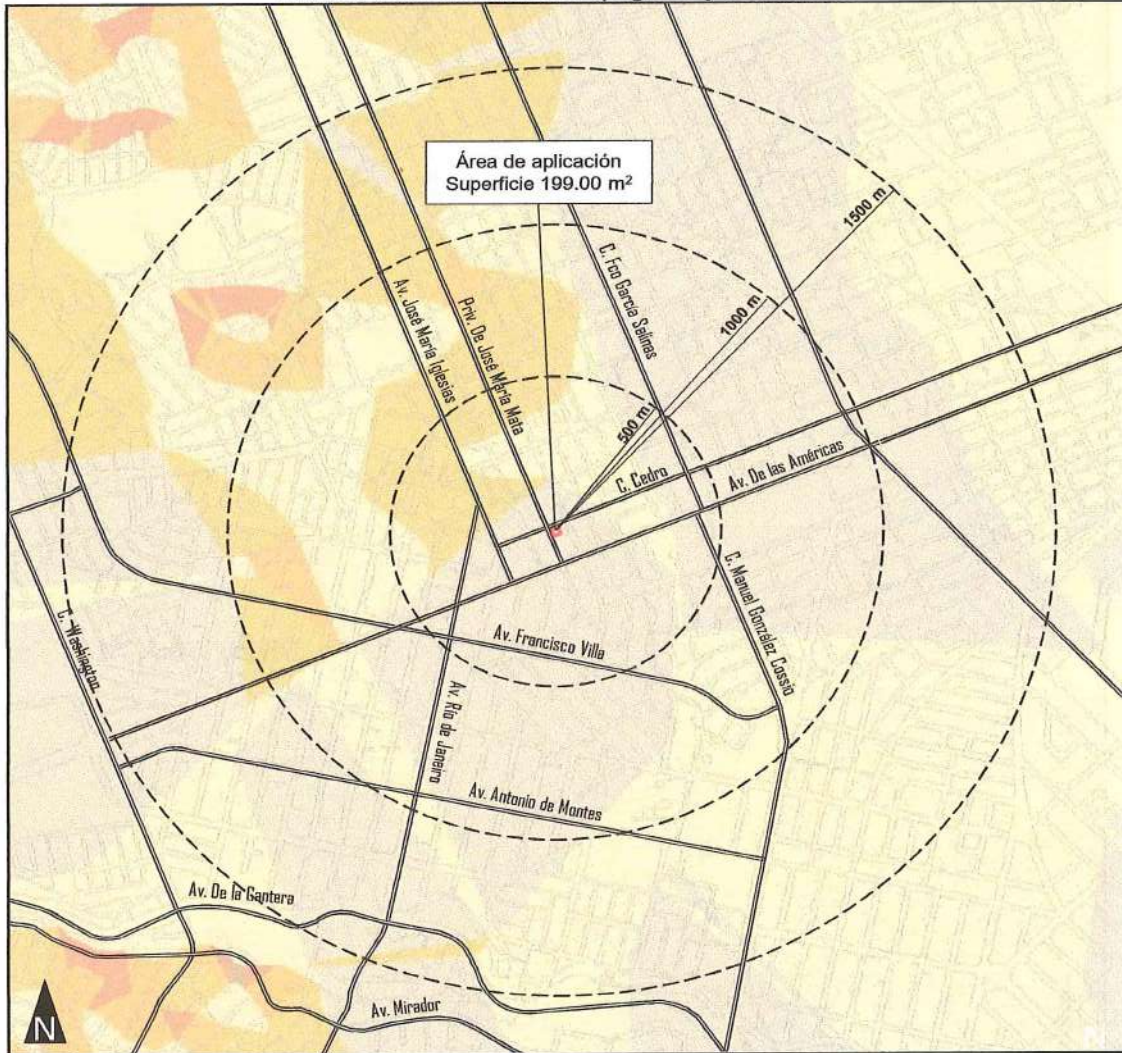 Área de aplicación
Superficie 199.00 m²
1500 m
1000 m
500 m
C. Fco García Salinas
Av. José María Iglesias
Priv. De José María Mata
C. Cedro
Av. De las Américas
C. Manuel González Cossio
C. Washington
Av. Francisco Villa
Av. Río de Janeiro
Av. Antonio de Montes
Av. De la Cantera
Av. Mirador
N